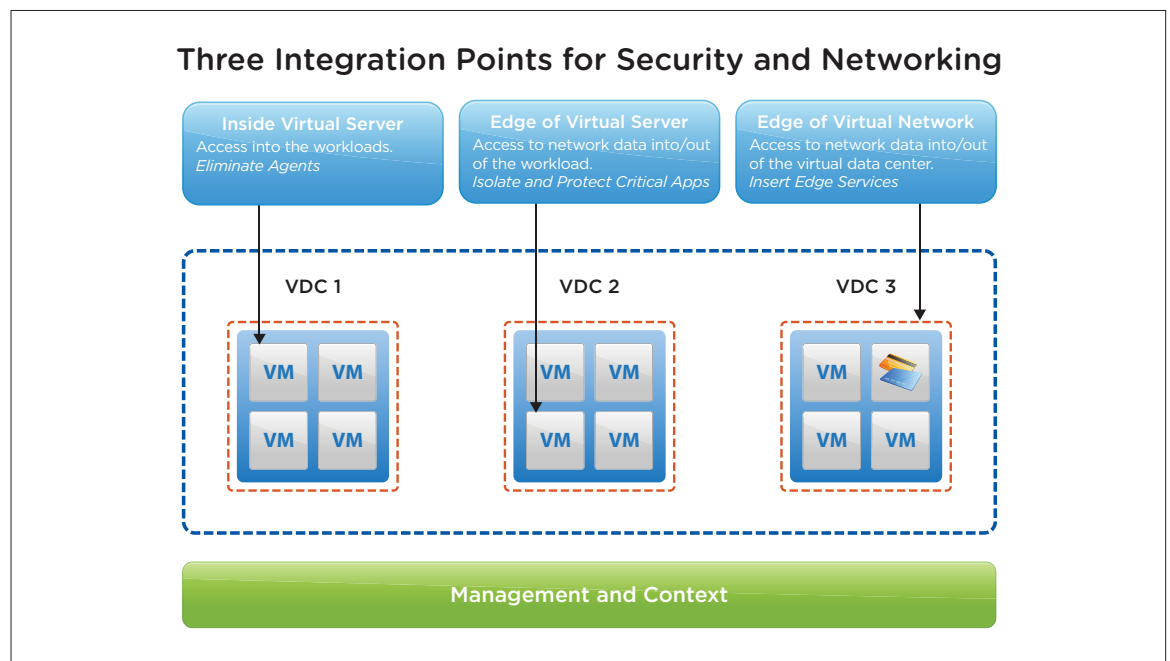 Three Integration Points for Security and Networking
Inside Virtual Server
Access into the workloads.
Eliminate Agents
Edge of Virtual Server
Access to network data into/out
of the workload.
Isolate and Protect Critical Apps
Edge of Virtual Network
Access to network data into/out
of the virtual data center.
Insert Edge Services
VDC 1
VDC 2
VDC 3
VM VM
VM VM
VM VM
VM VM
VM
VM VM
Management and Context